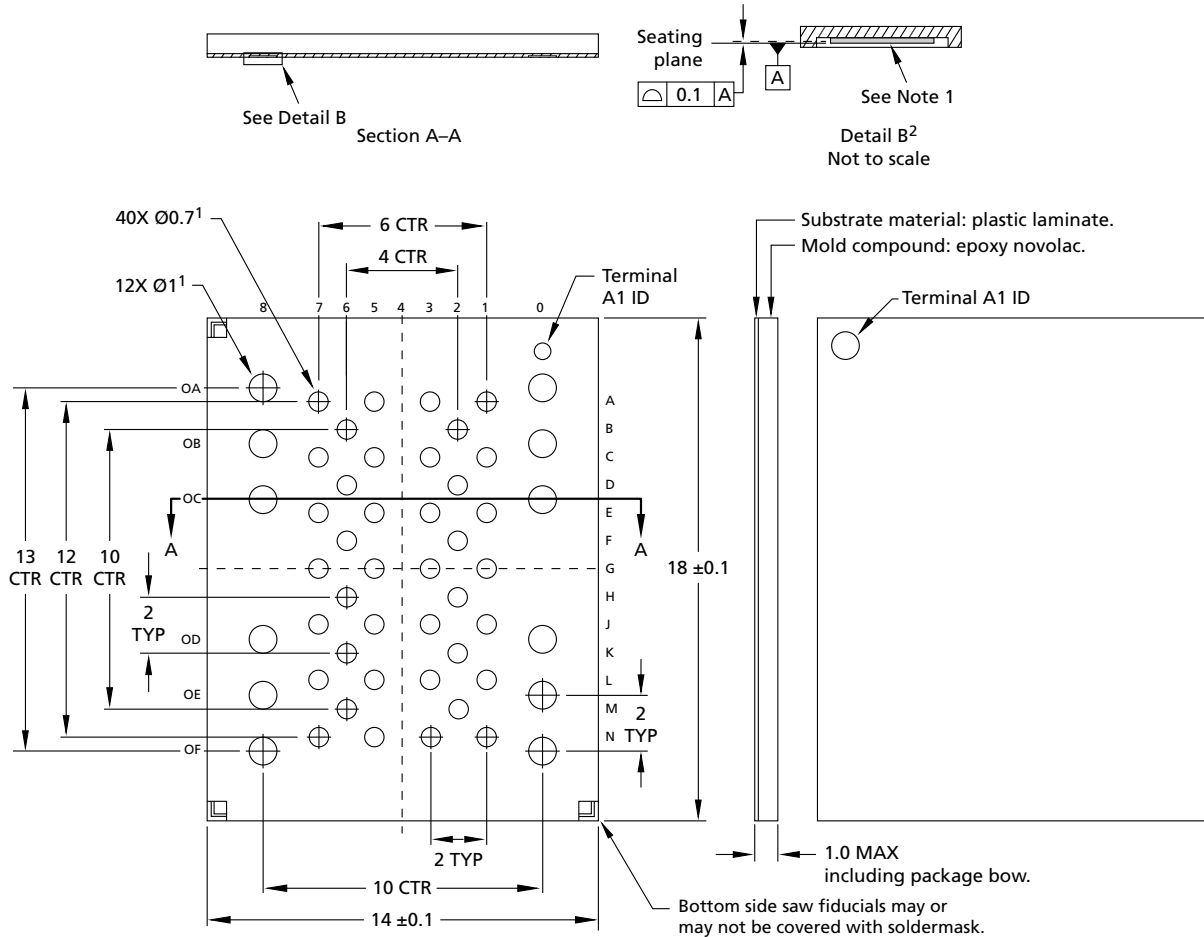 Seating
plane
0.1 A
A
See Note 1
See Detail B
Section A–A
Detail B2
Not to scale
40X Ø0.71
12X Ø11
6 CTR
4 CTR
Terminal
A1 ID
Substrate material: plastic laminate.
Mold compound: epoxy novolac.
Terminal A1 ID
8 7 6 5 4 3 2 1 0
OA
OB
OC
OD
OE
OF
A
B
C
D
E
F
G
H
J
K
L
M
N
A
A
13
CTR
12
CTR
10
CTR
2
TYP
18 ±0.1
2
TYP
2 TYP
10 CTR
14 ±0.1
1.0 MAX
including package bow.
Bottom side saw fiducials may or
may not be covered with soldermask.